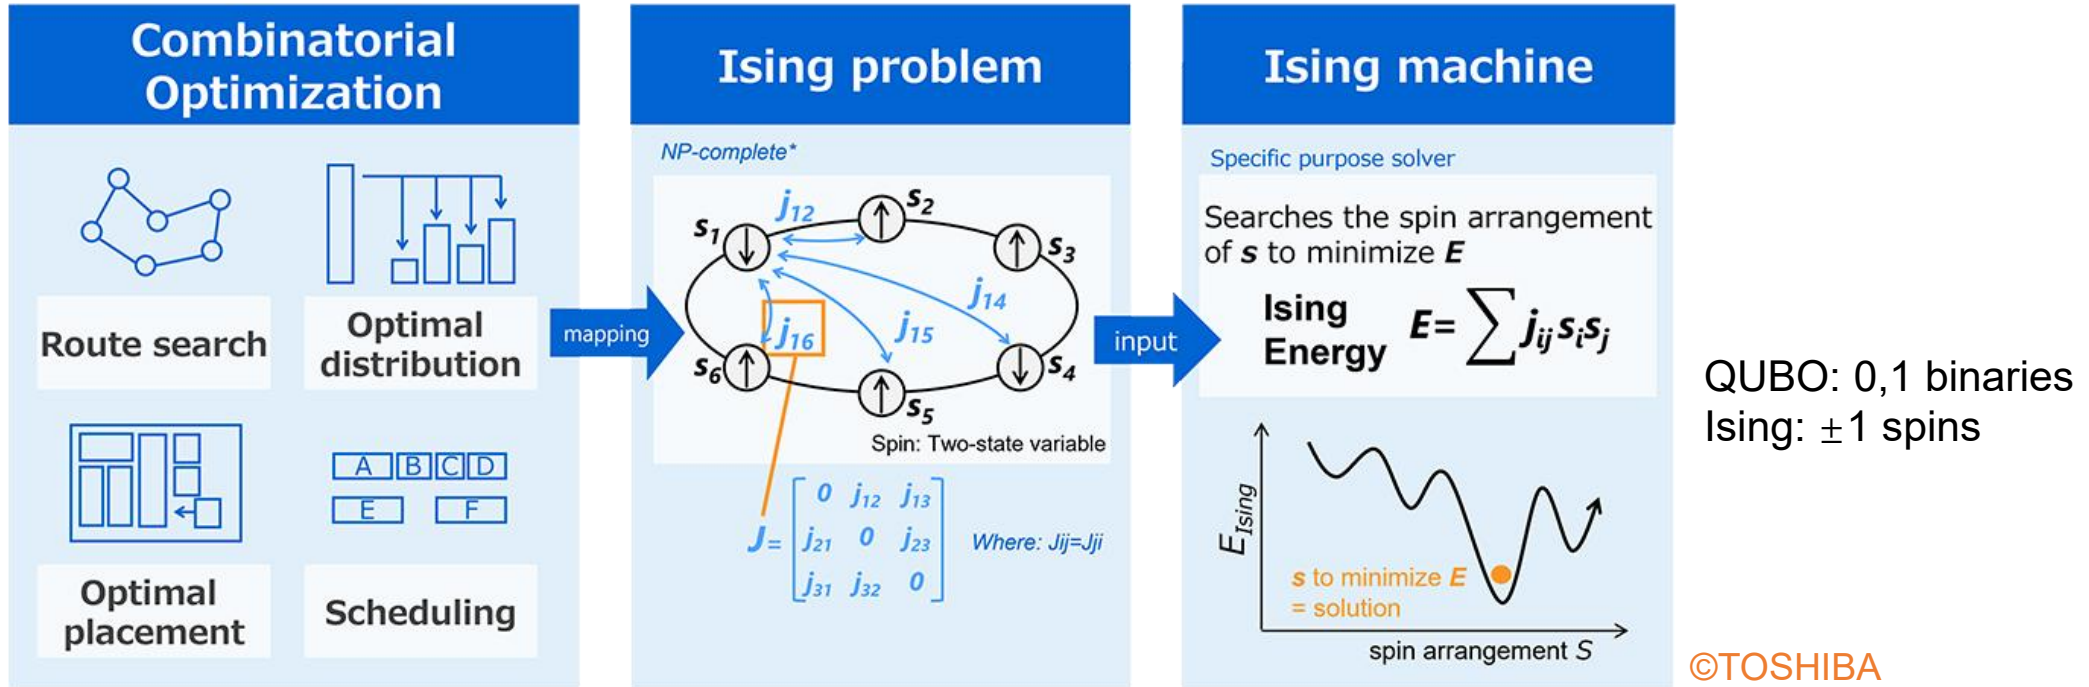 Combinatorial
Optimization
Route search
Optimal
distribution
A B C D
E F
Optimal
placement
Scheduling
mapping
Ising problem
NP-complete*
s1 j12 s2
s3
j14
j15
j16
s6 s5 s4
Spin: Two-state variable
J= [ 0 j12 j13
j21 0 j23
j31 j32 0 ]
Where: Jij=Jji
input
Ising machine
Specific purpose solver
Searches the spin arrangement
of s to minimize E
Ising
Energy
E= ∑ jij si sj
EIsing
s to minimize E
= solution
spin arrangement S
QUBO: 0,1 binaries
Ising: ±1 spins
©TOSHIBA